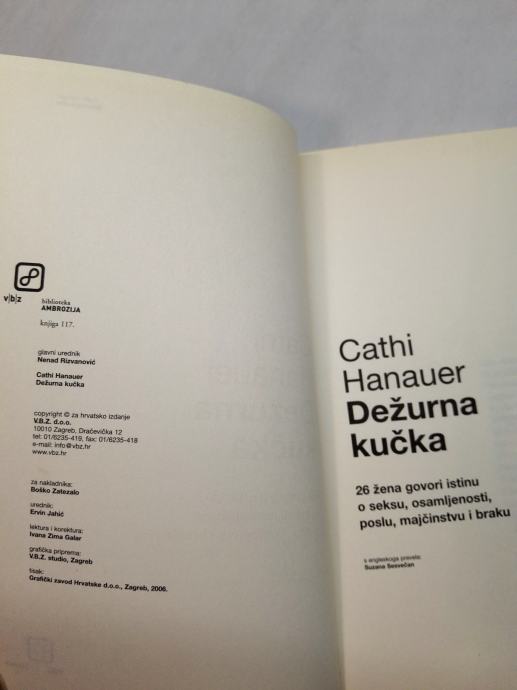 v|b|z
biblioteka
AMBROZIJA
knjiga 117.
glavni urednik
Nenad Rizvanović
Cathi Hanauer
Dežurna kučka
copyright © za hrvatsko izdanje
V.B.Z. d.o.o.
10010 Zagreb, Dračevička 12
tel: 01/6235-419, fax: 01/6235-418
e-mail: info@vbz.hr
www.vbz.hr
za nakladnika:
Boško Zatezalo
urednik:
Ervin Jahić
lektura i korektura:
Ivana Zima Galar
grafička priprema:
V.B.Z. studio, Zagreb
tisak:
Grafički zavod Hrvatske d.o.o., Zagreb, 2006.
Cathi
Hanauer
Dežurna
kučka
26 žena govori istinu
o seksu, osamljenosti,
poslu, majčinstvu i braku
s engleskoga prevela:
Suzana Sesvečan